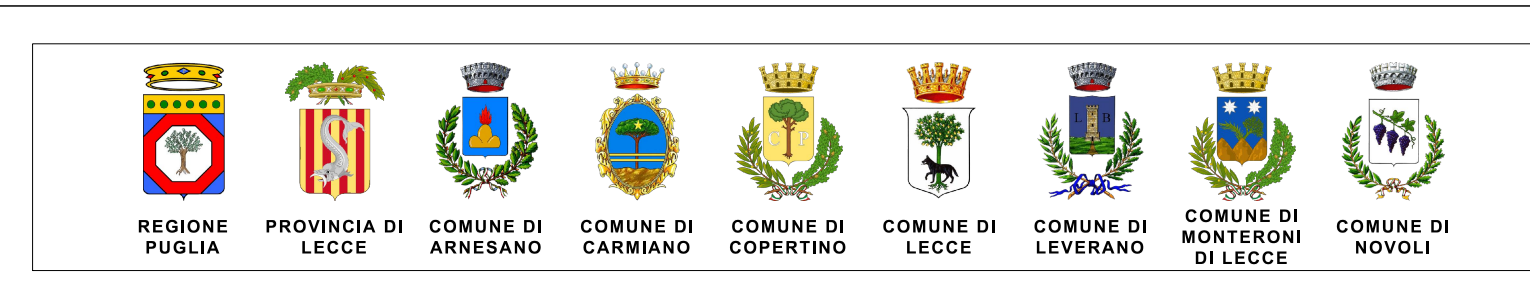 REGIONE
PUGLIA
PROVINCIA DI
LECCE
COMUNE DI
ARNESANO
COMUNE DI
CARMIANO
C P
COMUNE DI
COPERTINO
COMUNE DI
LECCE
L B
COMUNE DI
LEVERANO
COMUNE DI
MONTERONI
DI LECCE
COMUNE DI
NOVOLI